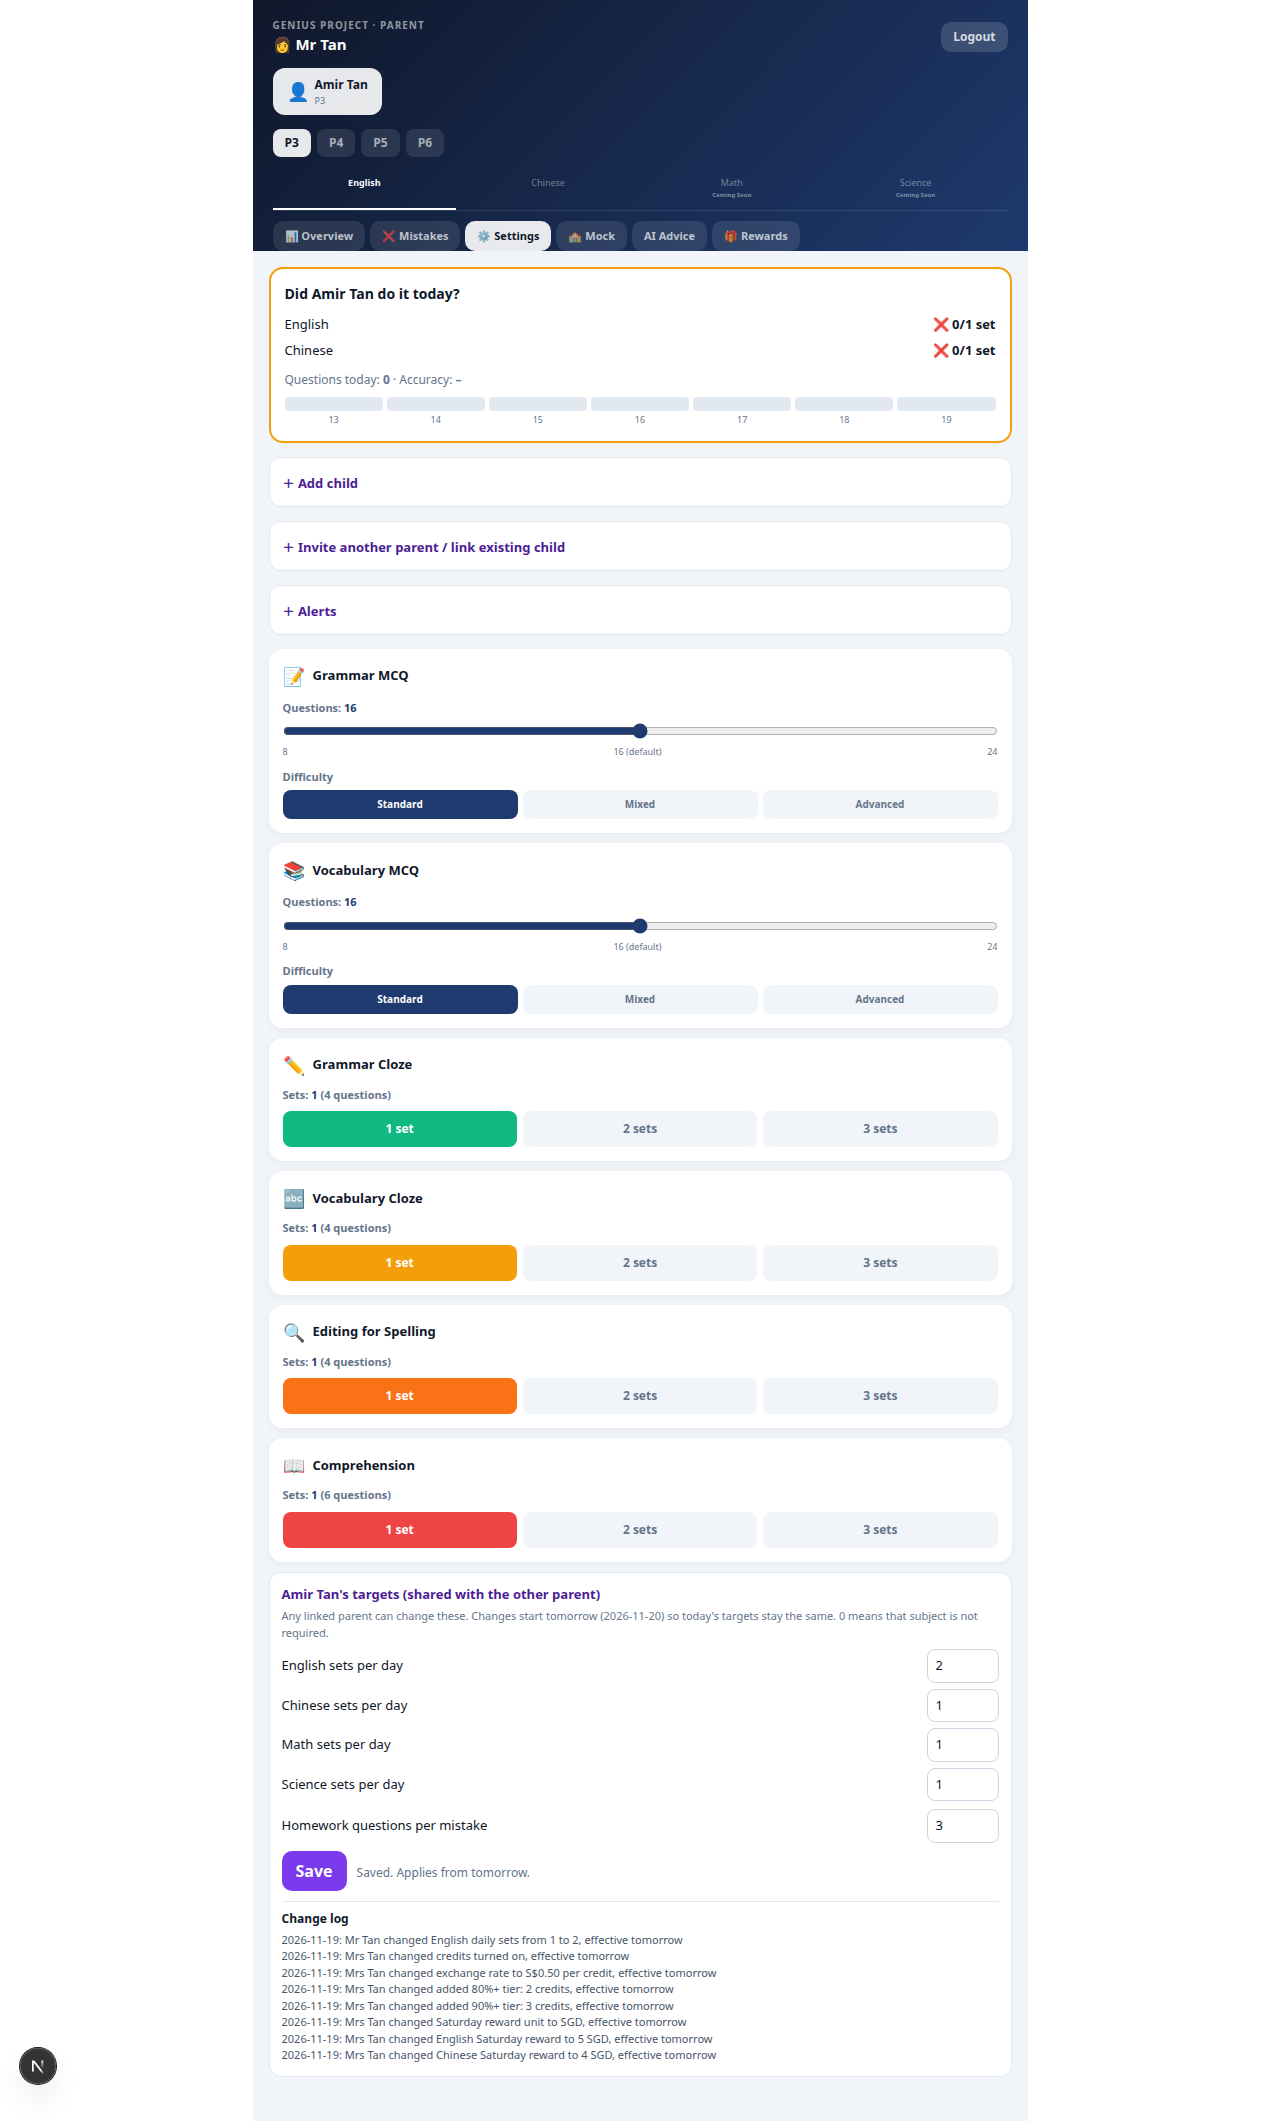 GENIUS PROJECT · PARENT
Mr Tan
Logout
Amir Tan
P3
P3 P4 P5 P6
English Chinese Math Science
Coming Soon Coming Soon
Overview Mistakes Settings Mock AI Advice Rewards
Did Amir Tan do it today?
English 0/1 set
Chinese 0/1 set
Questions today: 0 · Accuracy: –
13 14 15 16 17 18 19
+ Add child
+ Invite another parent / link existing child
+ Alerts
Grammar MCQ
Questions: 16
8 16 (default) 24
Difficulty
Standard Mixed Advanced
Vocabulary MCQ
Questions: 16
8 16 (default) 24
Difficulty
Standard Mixed Advanced
Grammar Cloze
Sets: 1 (4 questions)
1 set 2 sets 3 sets
abc Vocabulary Cloze
Sets: 1 (4 questions)
1 set 2 sets 3 sets
Editing for Spelling
Sets: 1 (4 questions)
1 set 2 sets 3 sets
Comprehension
Sets: 1 (6 questions)
1 set 2 sets 3 sets
Amir Tan's targets (shared with the other parent)
Any linked parent can change these. Changes start tomorrow (2026-11-20) so today's targets stay the same. 0 means that subject is not
required.
English sets per day 2
Chinese sets per day 1
Math sets per day 1
Science sets per day 1
Homework questions per mistake 3
Save Saved. Applies from tomorrow.
Change log
2026-11-19: Mr Tan changed English daily sets from 1 to 2, effective tomorrow
2026-11-19: Mrs Tan changed credits turned on, effective tomorrow
2026-11-19: Mrs Tan changed exchange rate to S$0.50 per credit, effective tomorrow
2026-11-19: Mrs Tan changed added 80%+ tier: 2 credits, effective tomorrow
2026-11-19: Mrs Tan changed added 90%+ tier: 3 credits, effective tomorrow
2026-11-19: Mrs Tan changed Saturday reward unit to SGD, effective tomorrow
2026-11-19: Mrs Tan changed English Saturday reward to 5 SGD, effective tomorrow
2026-11-19: Mrs Tan changed Chinese Saturday reward to 4 SGD, effective tomorrow
N